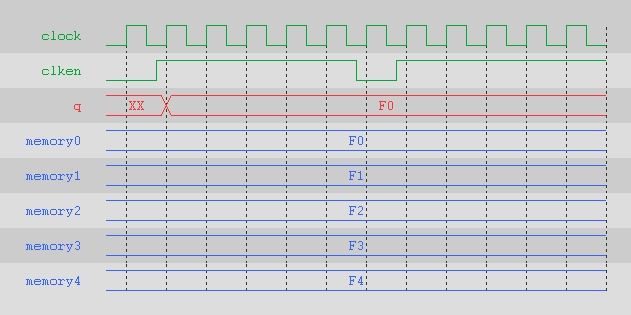 clock
clken
q XX F0
memory0 F0
memory1 F1
memory2 F2
memory3 F3
memory4 F4